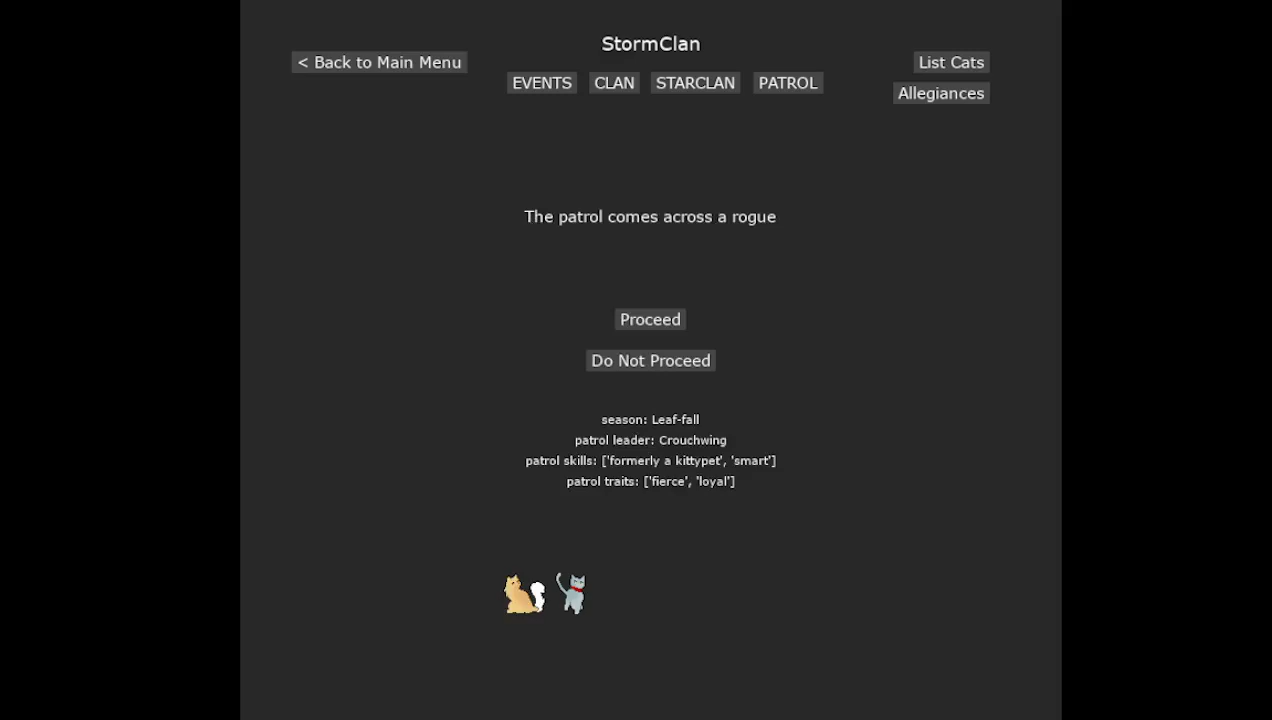 StormClan
< Back to Main Menu
List Cats
EVENTS CLAN STARCLAN PATROL
Allegiances
The patrol comes across a rogue
Proceed
Do Not Proceed
season: Leaf-fall
patrol leader: Crouchwing
patrol skills: ['formerly a kittypet', 'smart']
patrol traits: ['fierce', 'loyal']